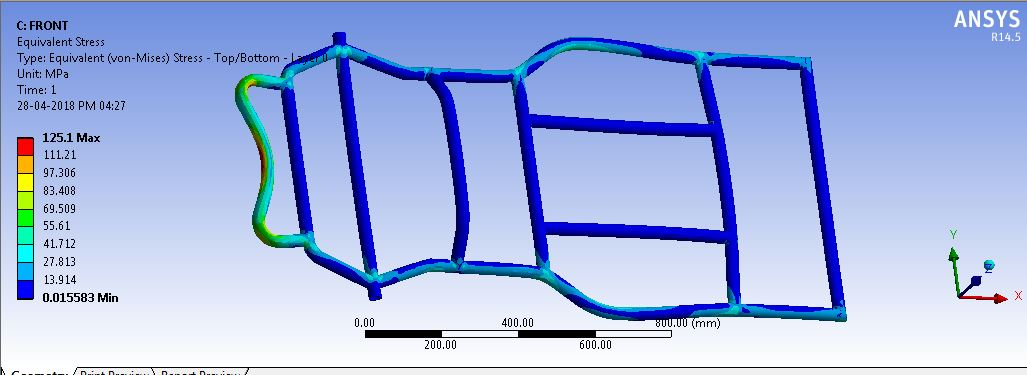 C: FRONT
Equivalent Stress
Type: Equivalent (von-Mises) Stress - Top/Bottom - Layer 0
Unit: MPa
Time: 1
28-04-2018 PM 04:27
125.1 Max
111.21
97.306
83.408
69.509
55.61
41.712
27.813
13.914
0.015583 Min
ANSYS
R14.5
Y
Z
X
0.00 400.00 800.00 (mm)
200.00 600.00
Geometry Print Preview Report Preview